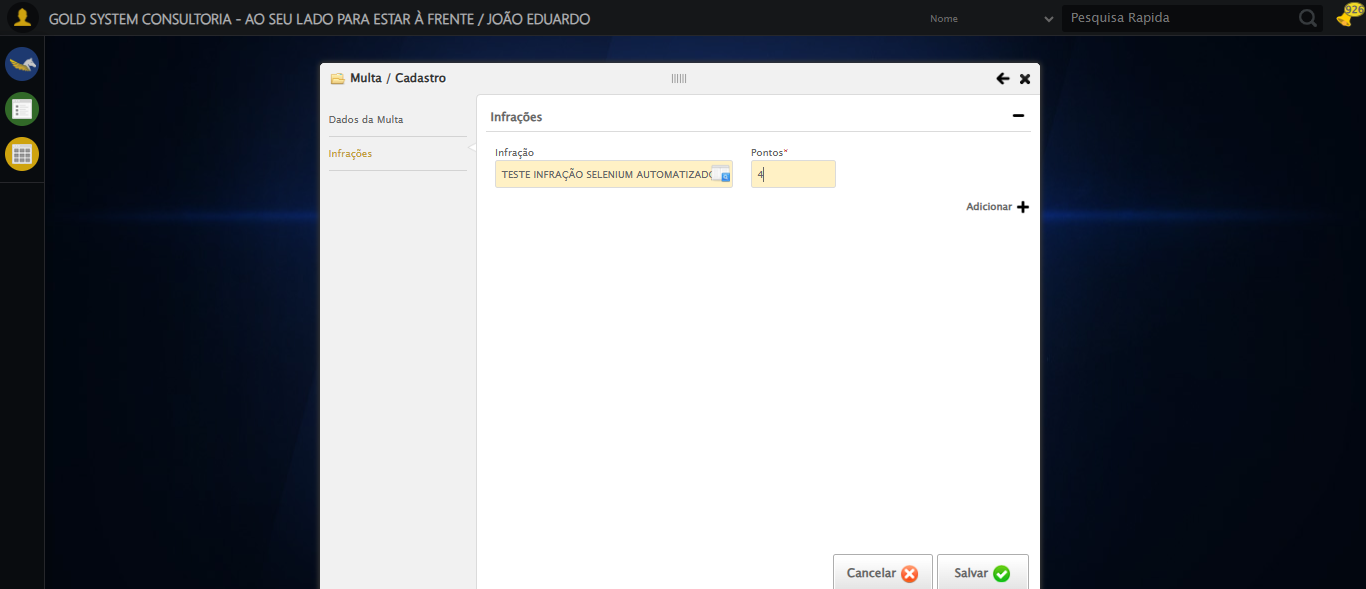 GOLD SYSTEM CONSULTORIA - AO SEU LADO PARA ESTAR À FRENTE / JOÃO EDUARDO
Nome
Pesquisa Rapida
926
Multa / Cadastro
Dados da Multa
Infrações
Infrações
Infração
Pontos*
TESTE INFRAÇÃO SELENIUM AUTOMATIZADO
4
Adicionar
Cancelar
Salvar